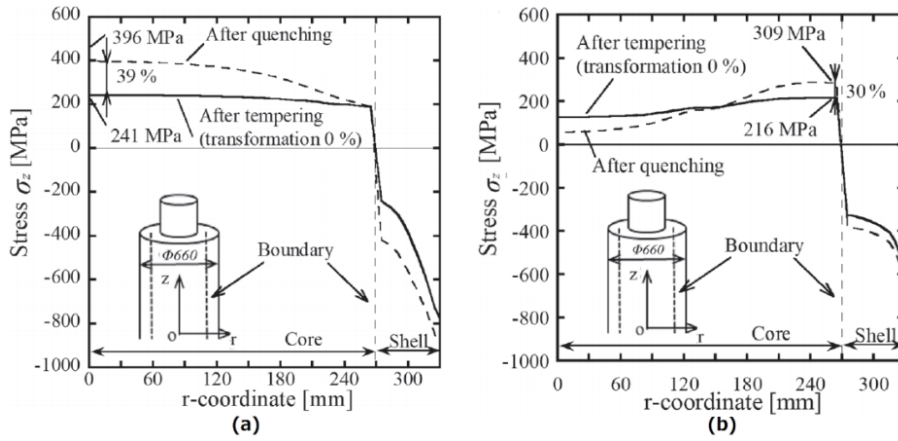 600
400
200
0
-200
-400
-600
-800
-1000
Stress σz [MPa]
396 MPa
39 %
241 MPa
After quenching
After tempering
(transformation 0 %)
Boundary
Φ660
z
o
r
Core
Shell
0
60
120
180
240
300
r-coordinate [mm]
(a)
600
400
200
0
-200
-400
-600
-800
-1000
Stress σz [MPa]
309 MPa
After tempering
(transformation 0 %)
30 %
216 MPa
After quenching
Boundary
Φ660
z
o
r
Core
Shell
0
60
120
180
240
300
r-coordinate [mm]
(b)